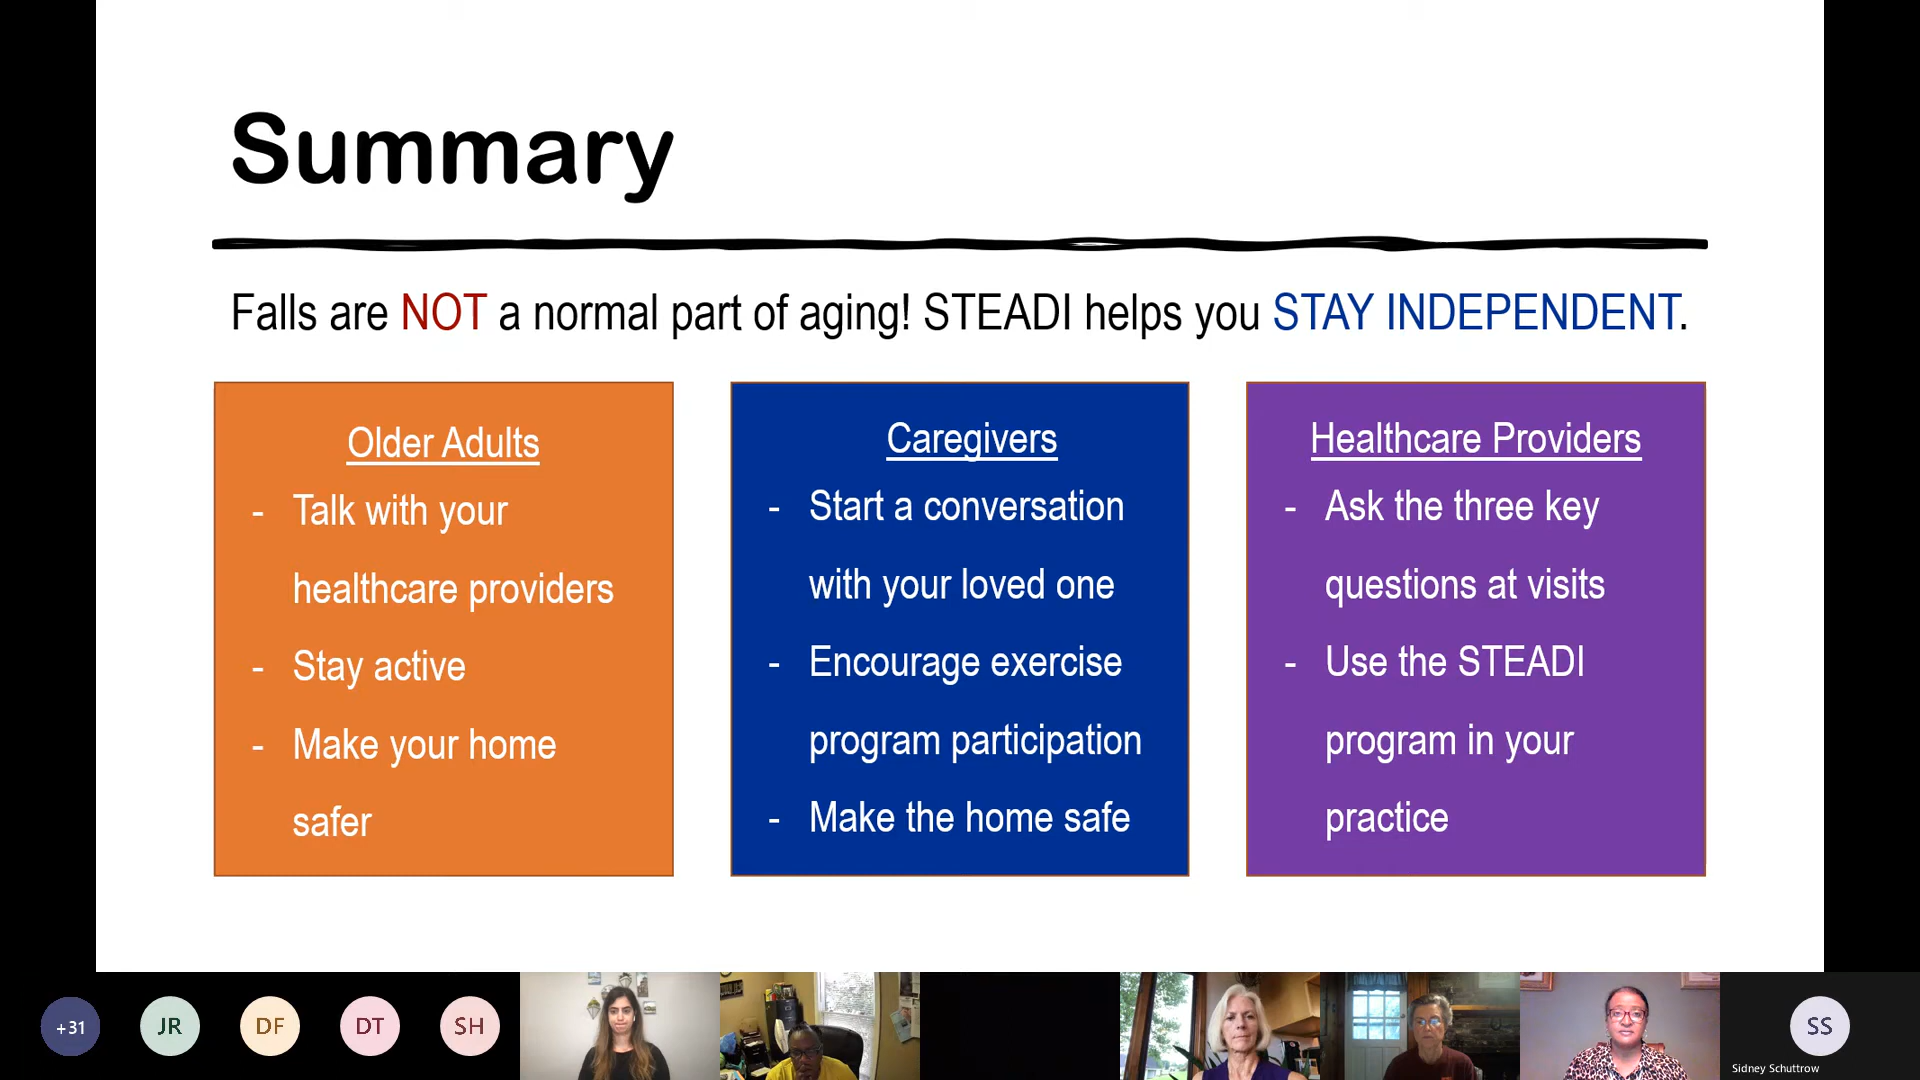 Summary
Falls are NOT a normal part of aging! STEADI helps you STAY INDEPENDENT.
Older Adults
- Talk with your
healthcare providers
- Stay active
- Make your home
safer
Caregivers
- Start a conversation
with your loved one
- Encourage exercise
program participation
- Make the home safe
Healthcare Providers
- Ask the three key
questions at visits
- Use the STEADI
program in your
practice
+31
JR
DF
DT
SH
SS
Sidney Schuttrow